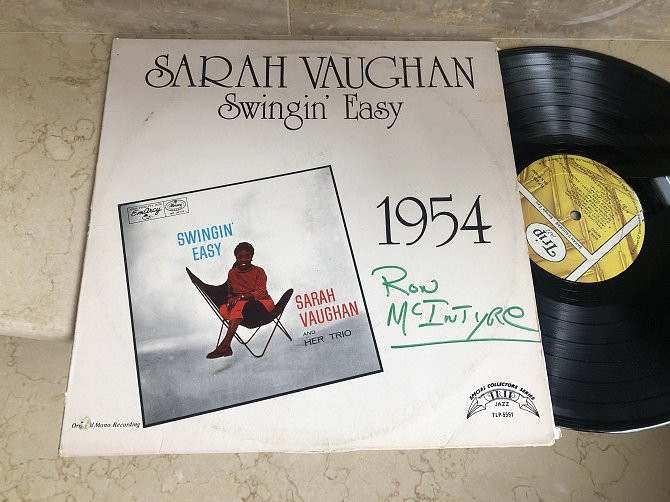 SARAH VAUGHAN
Swingin' Easy
1954
EmArcy
SWINGIN'
EASY
SARAH
VAUGHAN
AND
HER TRIO
Ron
McIntyre
SPECIAL COLLECTORS SERIES
TRIP
JAZZ
TLP-5551
Mono Recording
Trip